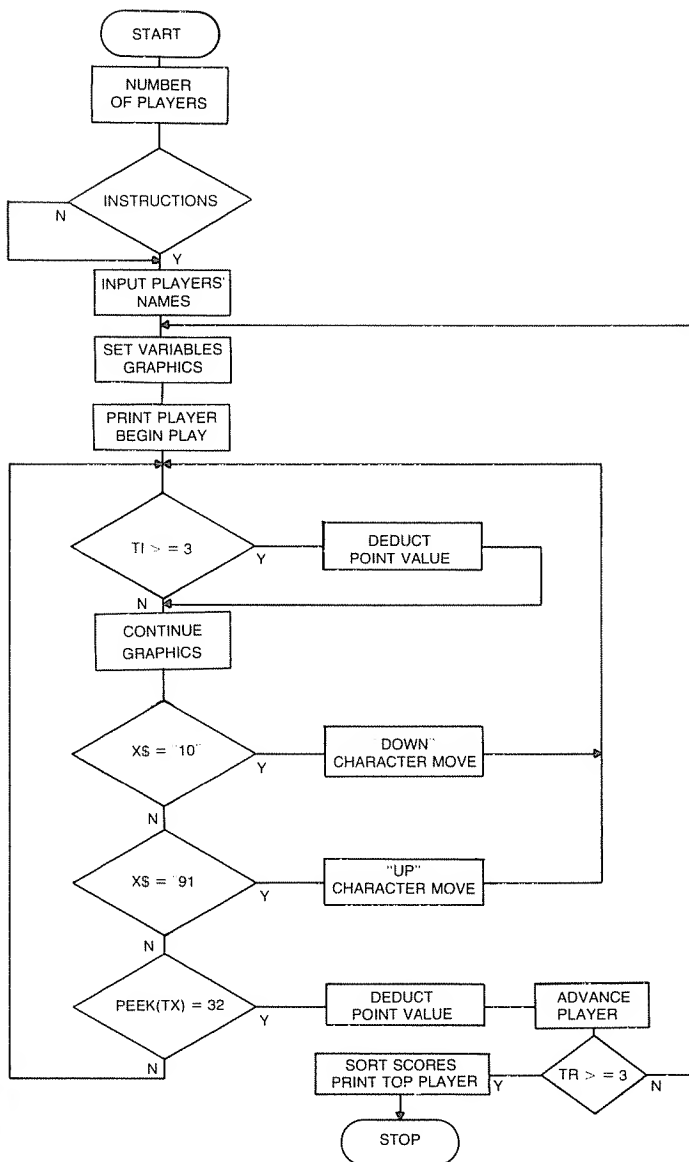 START
NUMBER
OF PLAYERS
INSTRUCTIONS
N
Y
INPUT PLAYERS'
NAMES
SET VARIABLES
GRAPHICS
PRINT PLAYER
BEGIN PLAY
TI > = 3
Y
DEDUCT
POINT VALUE
N
CONTINUE
GRAPHICS
X$ = "10"
Y
"DOWN"
CHARACTER MOVE
N
X$ = "91
Y
"UP"
CHARACTER MOVE
N
PEEK(TX) = 32
Y
DEDUCT
POINT VALUE
ADVANCE
PLAYER
N
SORT SCORES
PRINT TOP PLAYER
Y
TR > = 3
N
STOP